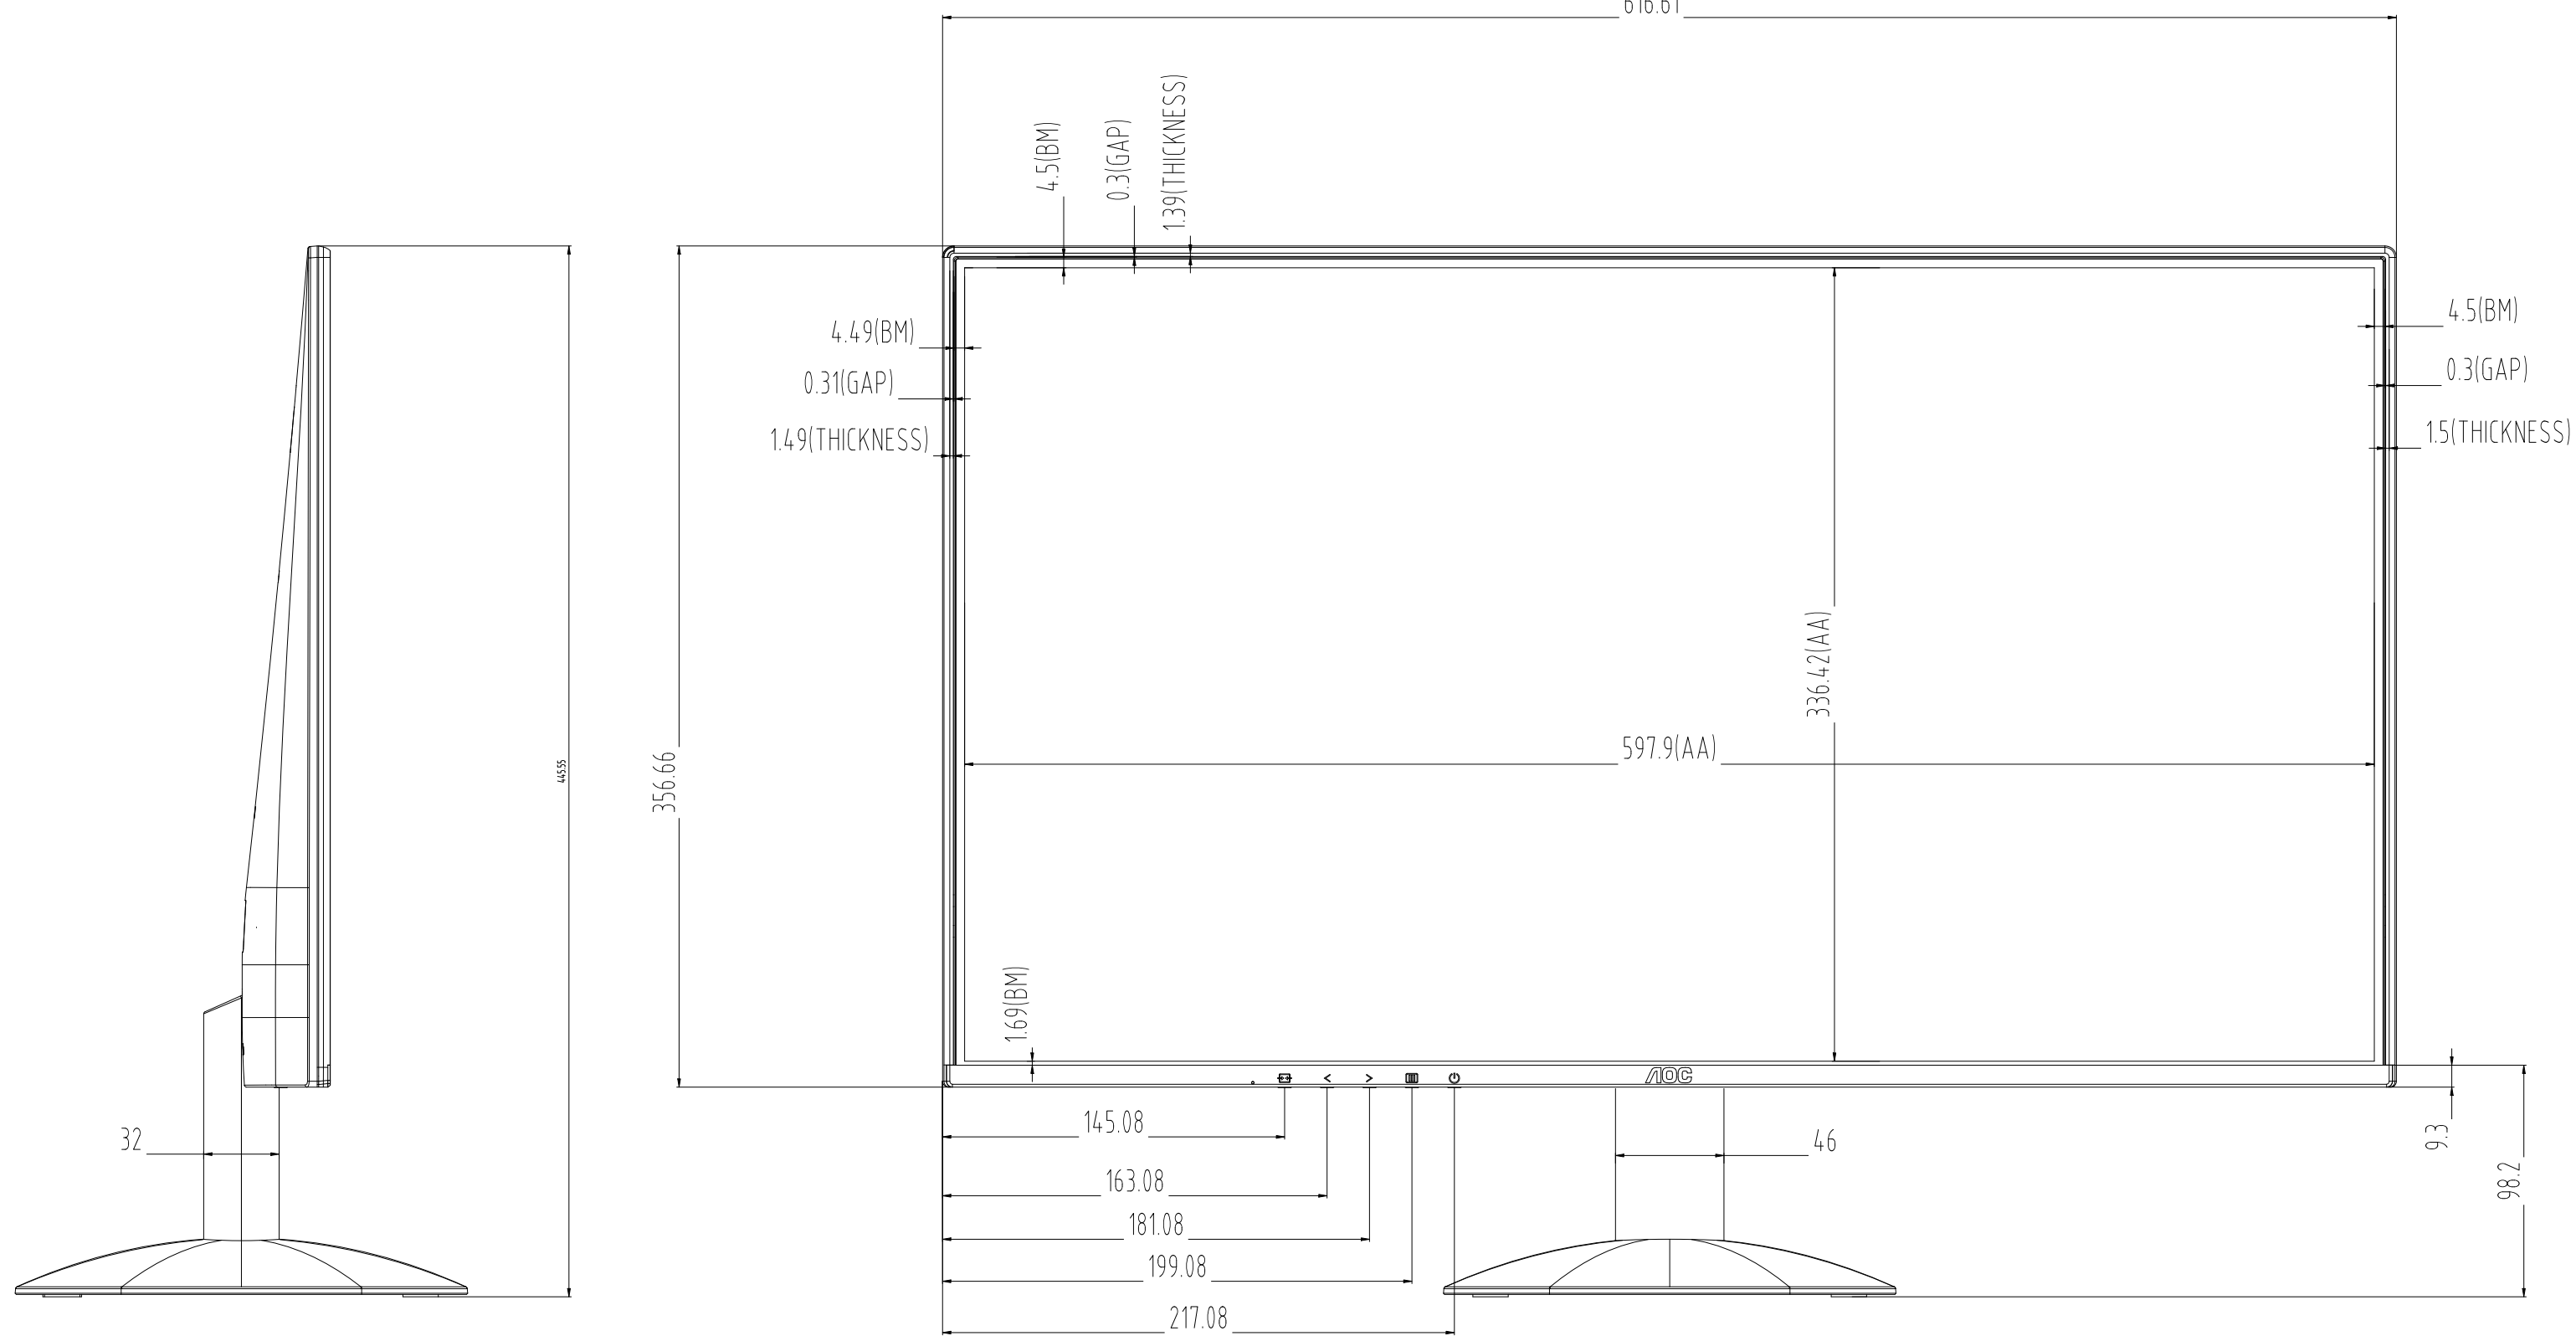 616.61
1.39(THICKNESS)
0.3(GAP)
4.5(BM)
4.49(BM)
4.5(BM)
0.31(GAP)
0.3(GAP)
1.49(THICKNESS)
1.5(THICKNESS)
336.42(AA)
597.9(AA)
445.55
356.66
1.69(BM)
AOC
145.08
32
46
9.3
163.08
98.2
181.08
199.08
217.08